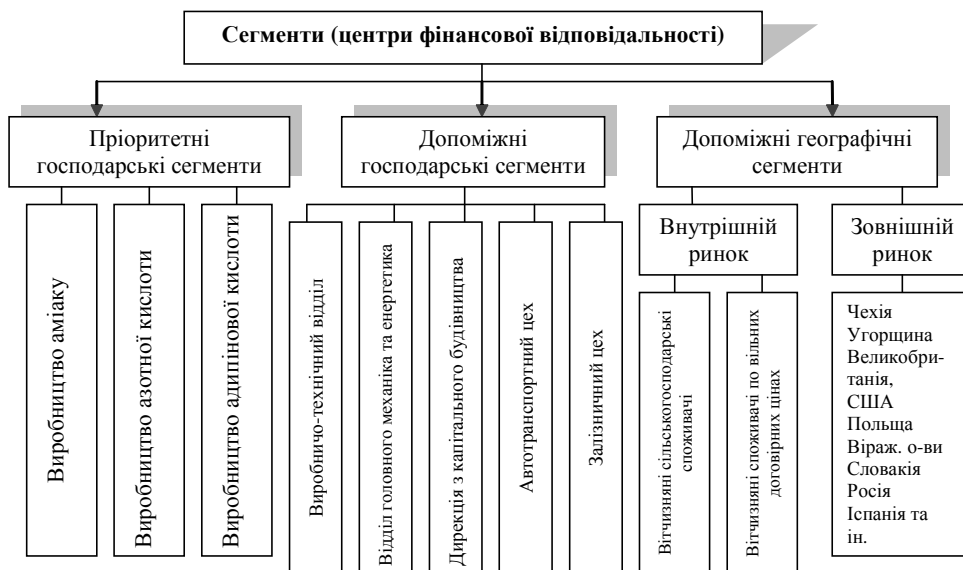 Сегменти (центри фінансової відповідальності)
Пріоритетні
господарські сегменти
Допоміжні
господарські сегменти
Допоміжні географічні
сегменти
Виробництво аміаку
Виробництво азотної кислоти
Виробництво адипінової кислоти
Виробничо-технічний відділ
Відділ головного механіка та енергетика
Дирекція з капітального будівництва
Автотранспортний цех
Залізничний цех
Внутрішній
ринок
Вітчизняні сільськогосподарські
споживачі
Вітчизняні споживачі по вільних
договірних цінах
Зовнішній
ринок
Чехія
Угорщина
Великобри-
танія,
США
Польща
Віраж. о-ви
Словакія
Росія
Іспанія та
ін.